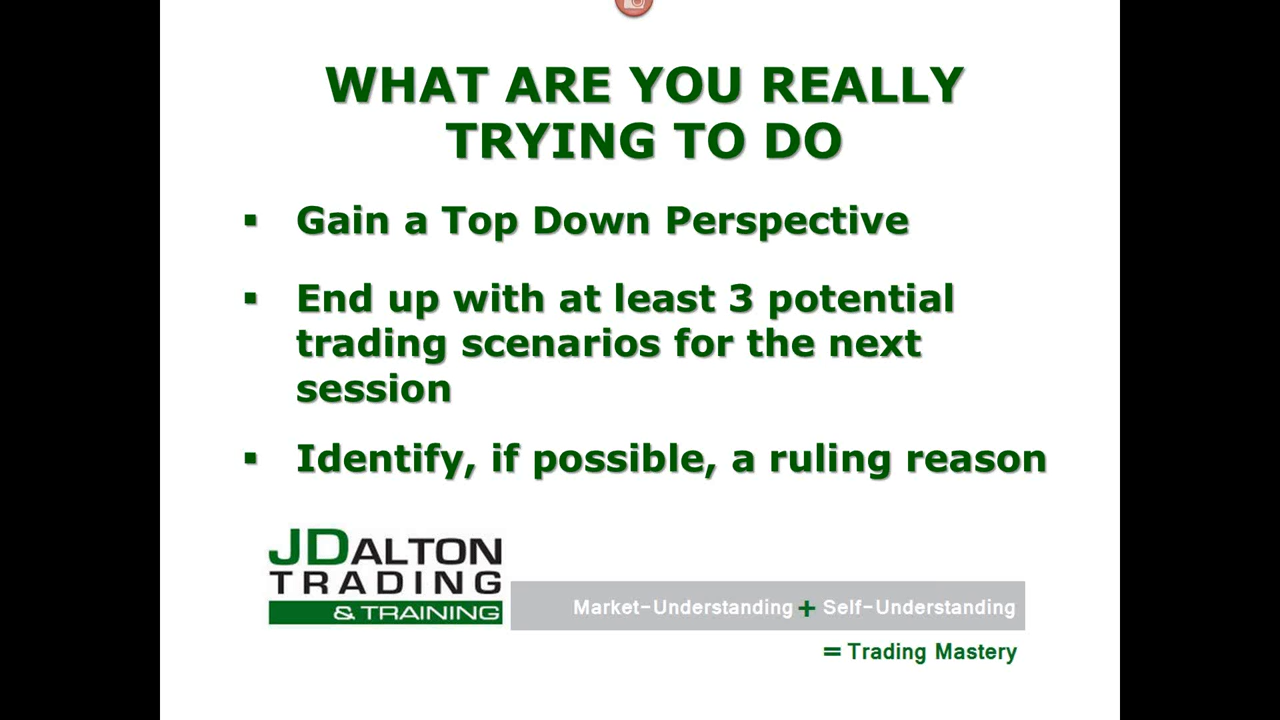 WHAT ARE YOU REALLY
TRYING TO DO
▪ Gain a Top Down Perspective
▪ End up with at least 3 potential
trading scenarios for the next
session
▪ Identify, if possible, a ruling reason
JDALTON
TRADING
& TRAINING
Market-Understanding + Self-Understanding
= Trading Mastery